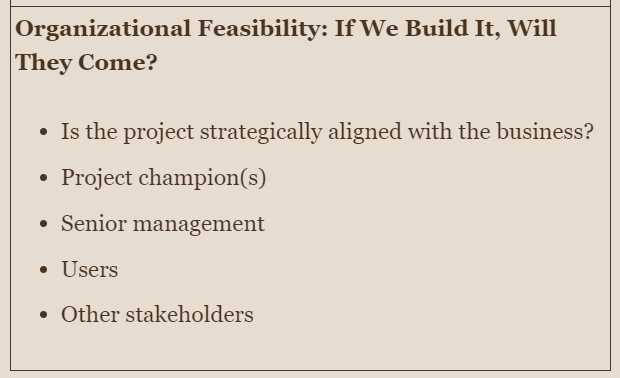 Organizational Feasibility: If We Build It, Will
They Come?
• Is the project strategically aligned with the business?
• Project champion(s)
• Senior management
• Users
• Other stakeholders